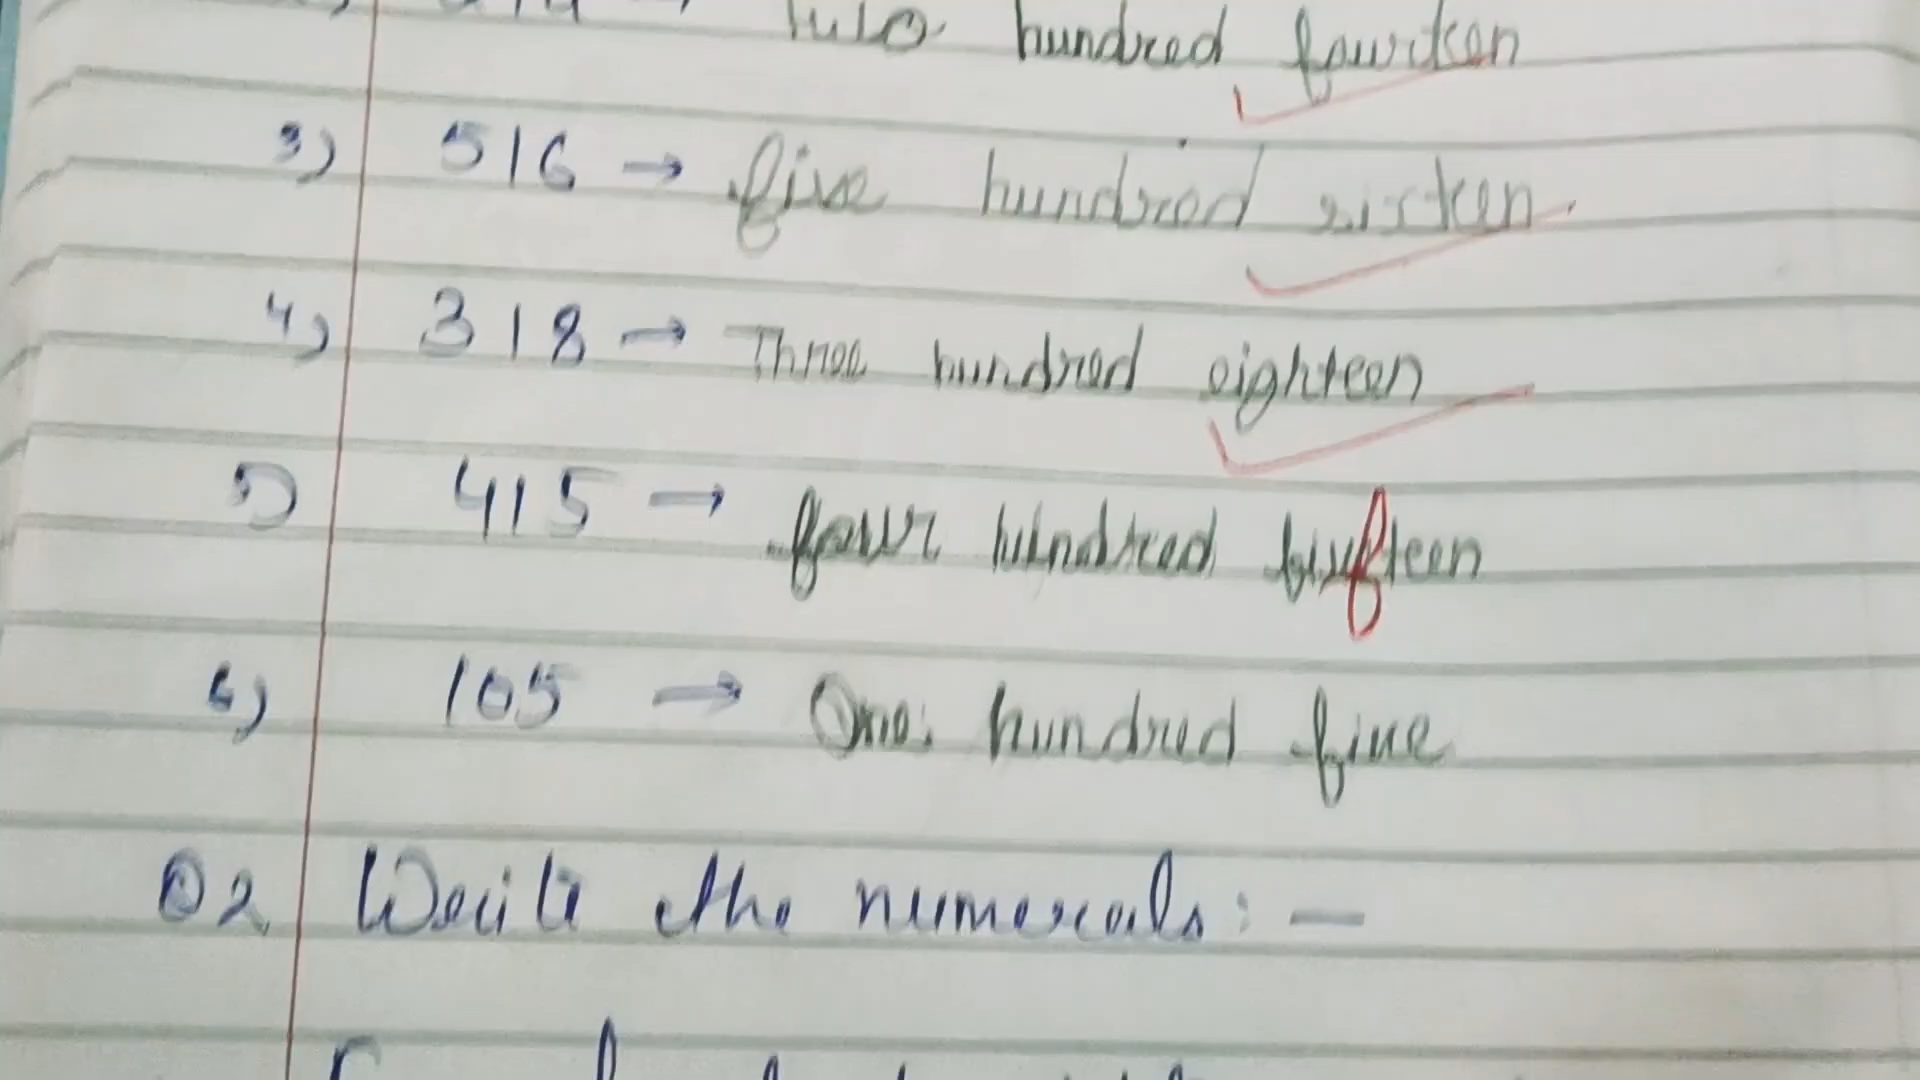 two hundred fourteen
3) 516 → five hundred sixteen
4) 318 → Three hundred eighteen
5) 415 → four hundred fifteen
6) 105 → One hundred five
Q2. Write the numerals: —